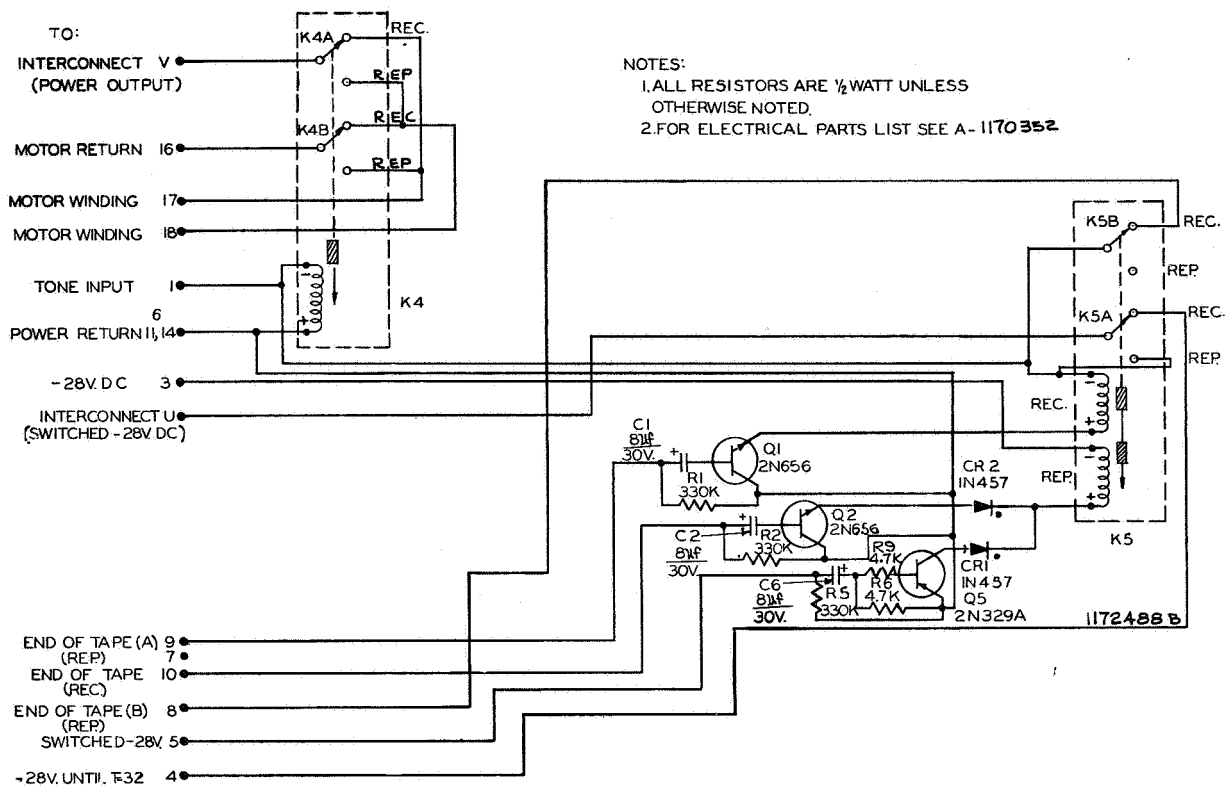 TO:
INTERCONNECT V
(POWER OUTPUT)
MOTOR RETURN 16
MOTOR WINDING 17
MOTOR WINDING 18
TONE INPUT 1
6
POWER RETURN 11, 14
-28V. DC 3
INTERCONNECT U
(SWITCHED -28V. DC)
K4A
REC.
REP
K4B
REC
REP
- 
+
K4
NOTES:
1. ALL RESISTORS ARE ½ WATT UNLESS
OTHERWISE NOTED.
2. FOR ELECTRICAL PARTS LIST SEE A-1170352
K5B
REC.
REP.
K5A
REC.
REP.
REC.
-
+
REP.
-
+
K5
C1
8µf
30V.
+
R1
330K
Q1
2N656
C2
8µf
30V.
+
R2
330K
Q2
2N656
CR2
1N457
C6
8µf
30V.
+
R5
330K
R9
4.7K
R6
4.7K
CR1
1N457
Q5
2N329A
1172488B
END OF TAPE (A) 9
(REP.) 7
END OF TAPE 10
(REC)
END OF TAPE (B) 8
(REP.)
SWITCHED-28V. 5
-28V. UNTIL T-32 4